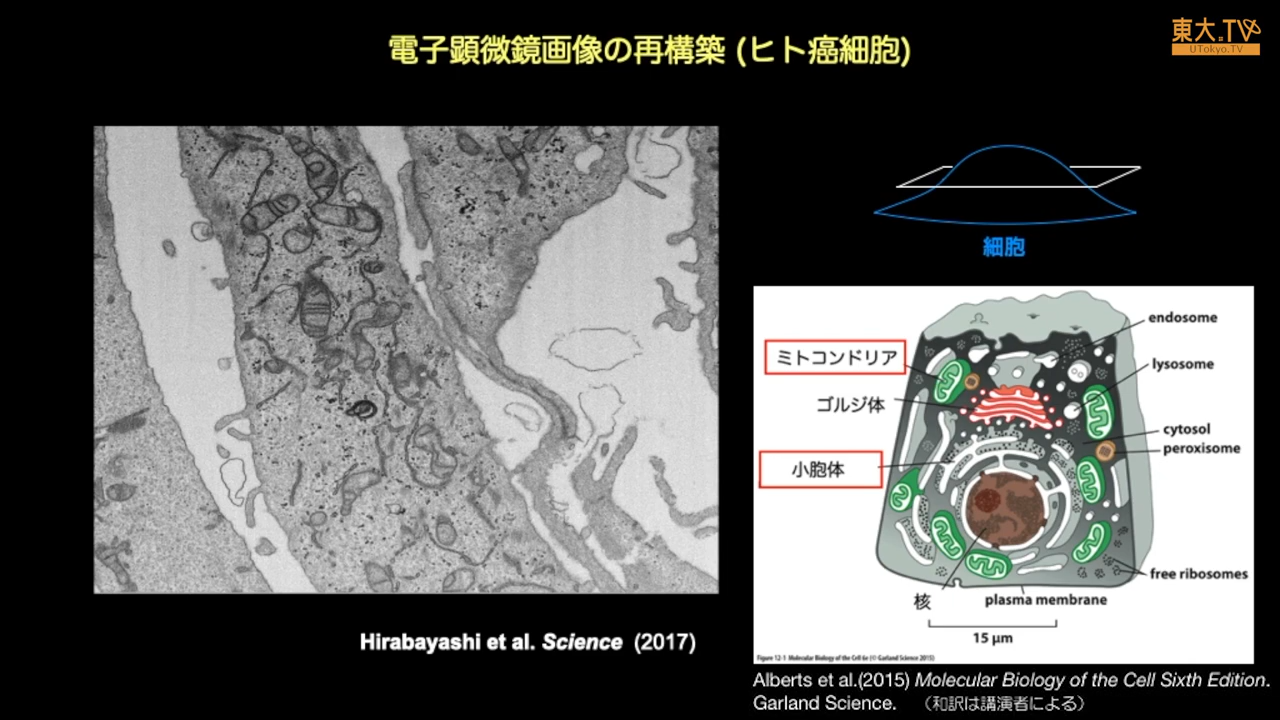 電子顕微鏡画像の再構築 (ヒト癌細胞)
東大.TV
UTokyo.TV
細胞
endosome
ミトコンドリア
lysosome
ゴルジ体
cytosol
peroxisome
小胞体
free ribosomes
核
plasma membrane
15 μm
Figure 12-1 Molecular Biology of the Cell 6e (© Garland Science 2015)
Hirabayashi et al. Science (2017)
Alberts et al.(2015) Molecular Biology of the Cell Sixth Edition.
Garland Science. （和訳は講演者による）